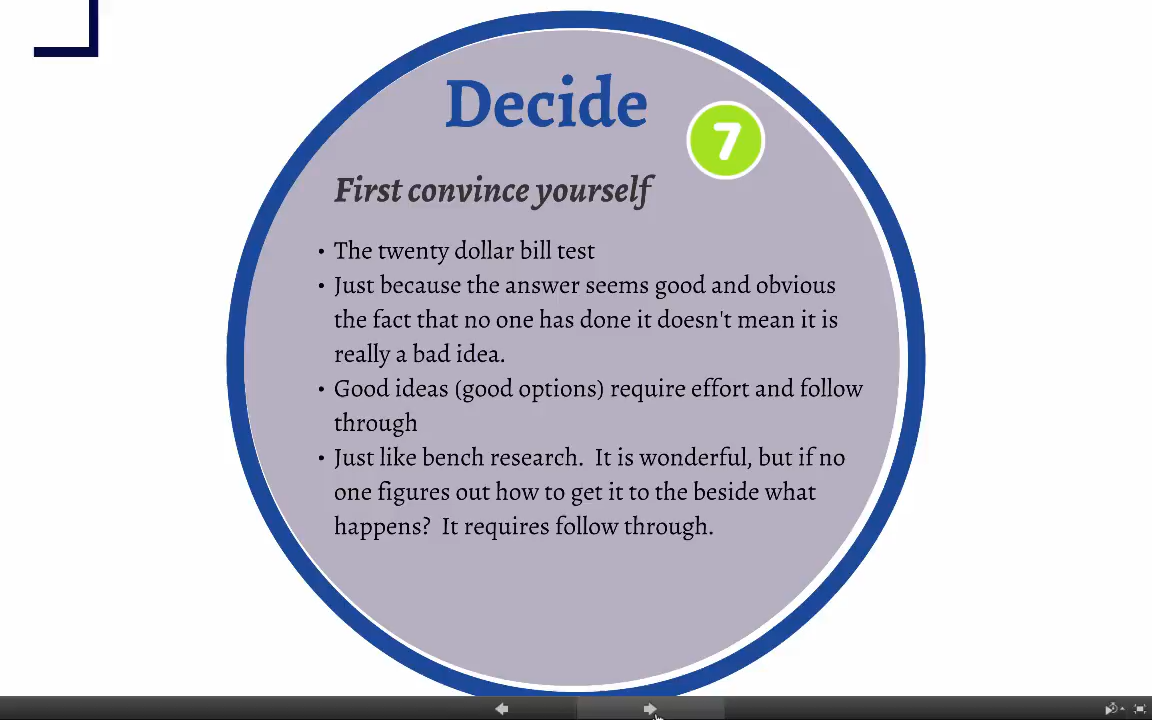 Decide
7
First convince yourself
• The twenty dollar bill test
• Just because the answer seems good and obvious
the fact that no one has done it doesn't mean it is
really a bad idea.
• Good ideas (good options) require effort and follow
through
• Just like bench research.  It is wonderful, but if no
one figures out how to get it to the beside what
happens?  It requires follow through.